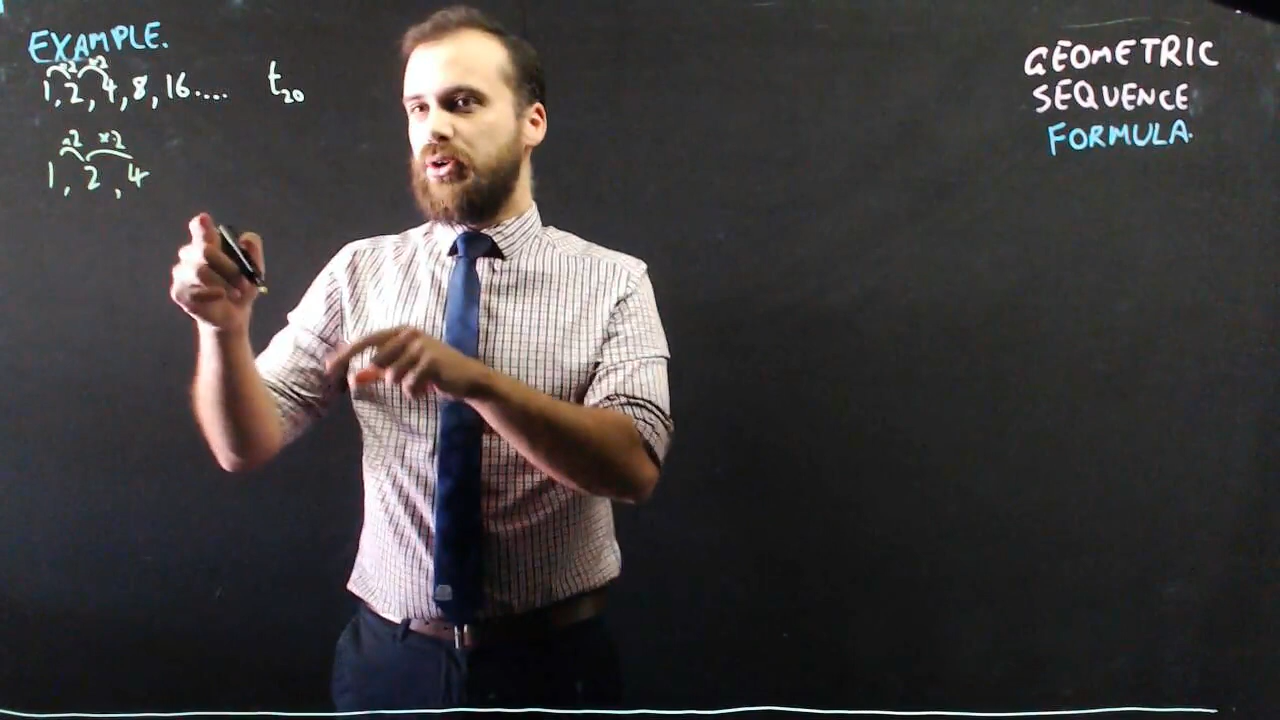 EXAMPLE.
×2 ×2
1, 2, 4, 8, 16.... t20
×2 ×2
1, 2, 4
GEOMETRIC
SEQUENCE
FORMULA.